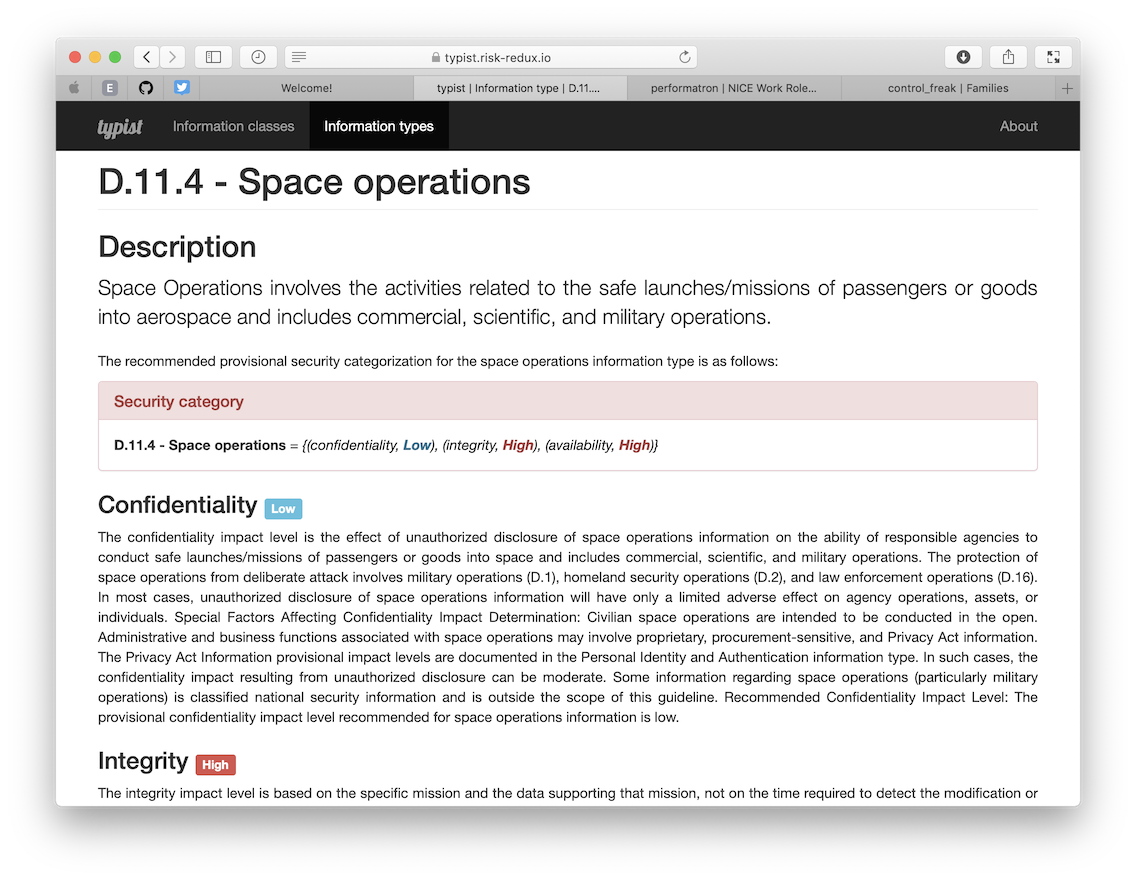 typist.risk-redux.io
E
Welcome!
typist | Information type | D.11....
performatron | NICE Work Role...
control_freak | Families
typist
Information classes
Information types
About
D.11.4 - Space operations
Description
Space Operations involves the activities related to the safe launches/missions of passengers or goods
into aerospace and includes commercial, scientific, and military operations.
The recommended provisional security categorization for the space operations information type is as follows:
Security category
D.11.4 - Space operations = {(confidentiality, Low), (integrity, High), (availability, High)}
Confidentiality Low
The confidentiality impact level is the effect of unauthorized disclosure of space operations information on the ability of responsible agencies to
conduct safe launches/missions of passengers or goods into space and includes commercial, scientific, and military operations. The protection of
space operations from deliberate attack involves military operations (D.1), homeland security operations (D.2), and law enforcement operations (D.16).
In most cases, unauthorized disclosure of space operations information will have only a limited adverse effect on agency operations, assets, or
individuals. Special Factors Affecting Confidentiality Impact Determination: Civilian space operations are intended to be conducted in the open.
Administrative and business functions associated with space operations may involve proprietary, procurement-sensitive, and Privacy Act information.
The Privacy Act Information provisional impact levels are documented in the Personal Identity and Authentication information type. In such cases, the
confidentiality impact resulting from unauthorized disclosure can be moderate. Some information regarding space operations (particularly military
operations) is classified national security information and is outside the scope of this guideline. Recommended Confidentiality Impact Level: The
provisional confidentiality impact level recommended for space operations information is low.
Integrity High
The integrity impact level is based on the specific mission and the data supporting that mission, not on the time required to detect the modification or